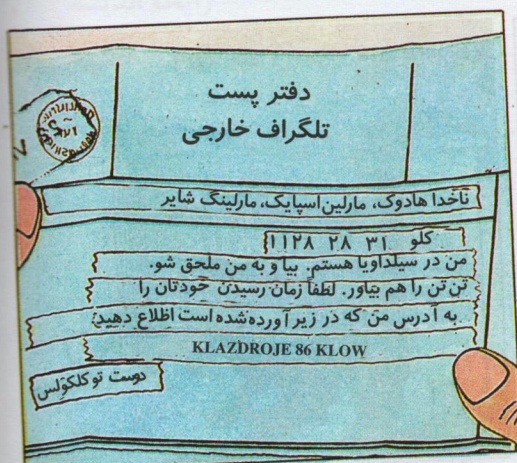 دفتر پست
تلگراف خارجی
ناخدا هادوک، مارلین‌اسپایک، مارلینگ شایر
کلو ۳۱ ۲۸ ۱۱۲۸
من در سیلداویا هستم. بیا و به من ملحق شو.
تن‌تن را هم بیاور. لطفاً زمان رسیدن خودتان را
به آدرس من که در زیر آورده‌شده است اظلاع دهید:
KLAZDROJE 86 KLOW
دوست تو کلکولس